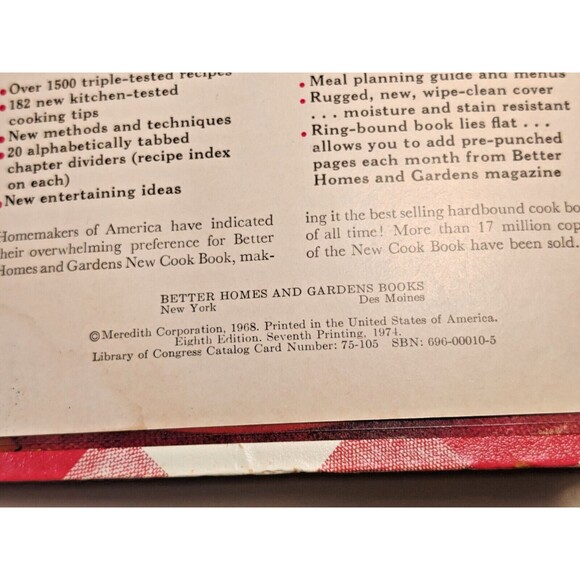 • Over 1500 triple-tested recipes
• 182 new kitchen-tested
cooking tips
• New methods and techniques
• 20 alphabetically tabbed
chapter dividers (recipe index
on each)
• New entertaining ideas
Homemakers of America have indicated
their overwhelming preference for Better
Homes and Gardens New Cook Book, mak-
• Meal planning guide and menus
• Rugged, new, wipe-clean cover
. . . moisture and stain resistant
• Ring-bound book lies flat . . .
allows you to add pre-punched
pages each month from Better
Homes and Gardens magazine
ing it the best selling hardbound cook bo
of all time! More than 17 million cop
of the New Cook Book have been sold.
BETTER HOMES AND GARDENS BOOKS
New York Des Moines
©Meredith Corporation, 1968. Printed in the United States of America.
Eighth Edition. Seventh Printing, 1974.
Library of Congress Catalog Card Number: 75-105 SBN: 696-00010-5